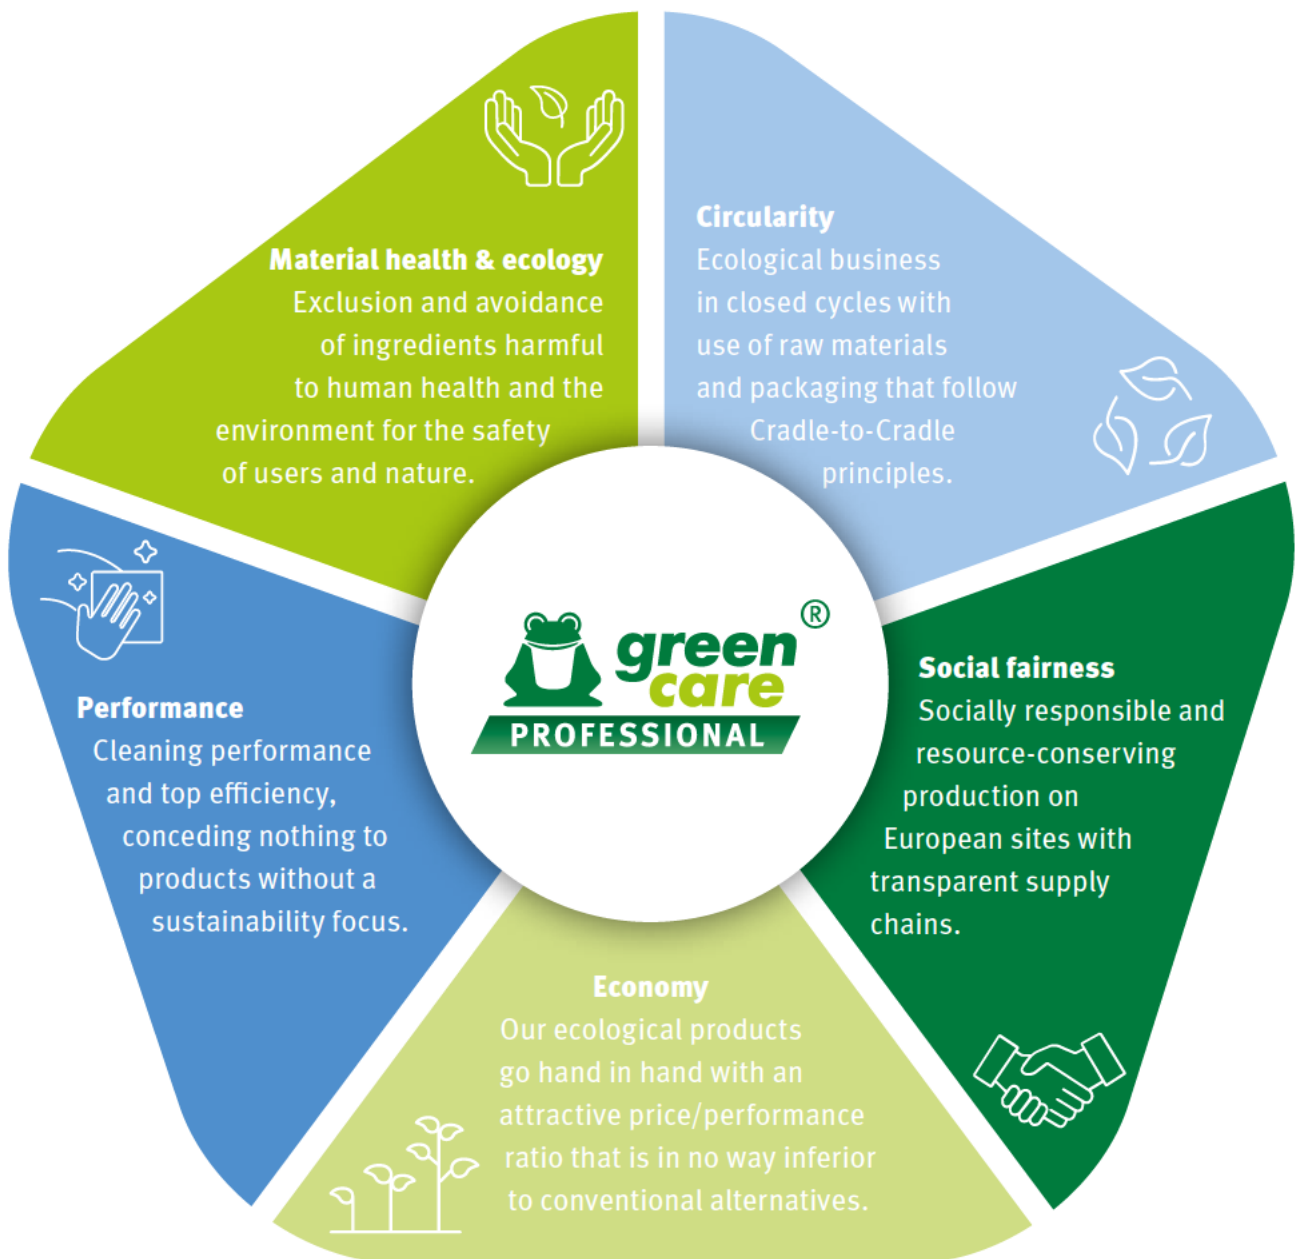 Material health & ecology
Exclusion and avoidance
of ingredients harmful
to human health and the
environment for the safety
of users and nature.
Circularity
Ecological business
in closed cycles with
use of raw materials
and packaging that follow
Cradle-to-Cradle
principles.
Performance
Cleaning performance
and top efficiency,
conceding nothing to
products without a
sustainability focus.
green ®
care
PROFESSIONAL
Social fairness
Socially responsible and
resource-conserving
production on
European sites with
transparent supply
chains.
Economy
Our ecological products
go hand in hand with an
attractive price/performance
ratio that is in no way inferior
to conventional alternatives.